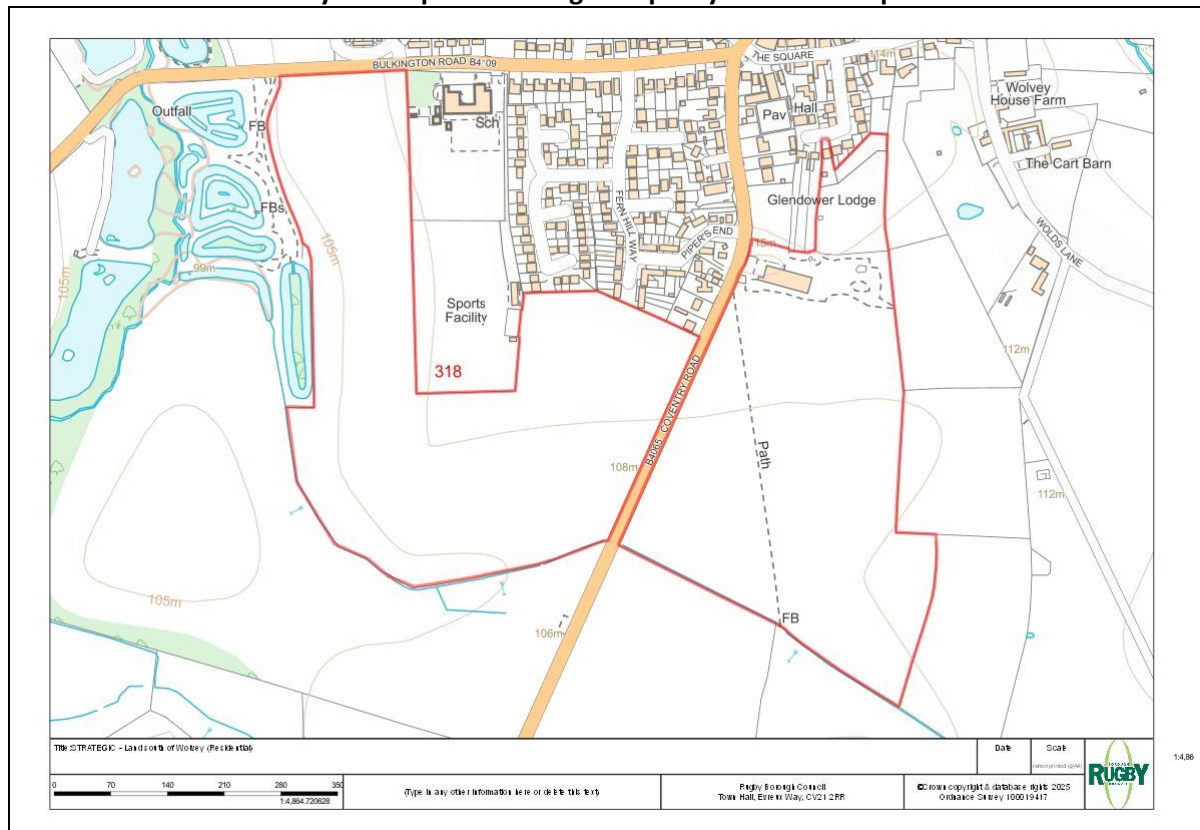 BULKINGTON ROAD B4109
THE SQUARE
114m
Outfall
FB
Sch
Pav
Hall
Wolvey
House Farm
The Cart Barn
FBs
FERN HILL WAY
PIPER'S END
Glendower Lodge
WOLDS LANE
105m
105m
99m
115m
Sports
Facility
318
B4065 COVENTRY ROAD
Path
112m
108m
112m
105m
106m
FB
Title: STRATEGIC - Land south of Wolvey (Residential)
Date
Scale
0 70 140 210 280 350
1:4,864.720628
(Type in any other information here or delete this text)
Rugby Borough Council
Town Hall, Evreux Way, CV21 2RR
©Crown copyright & database rights 2025
Ordnance Survey 100019417
RUGBY
1:4,86